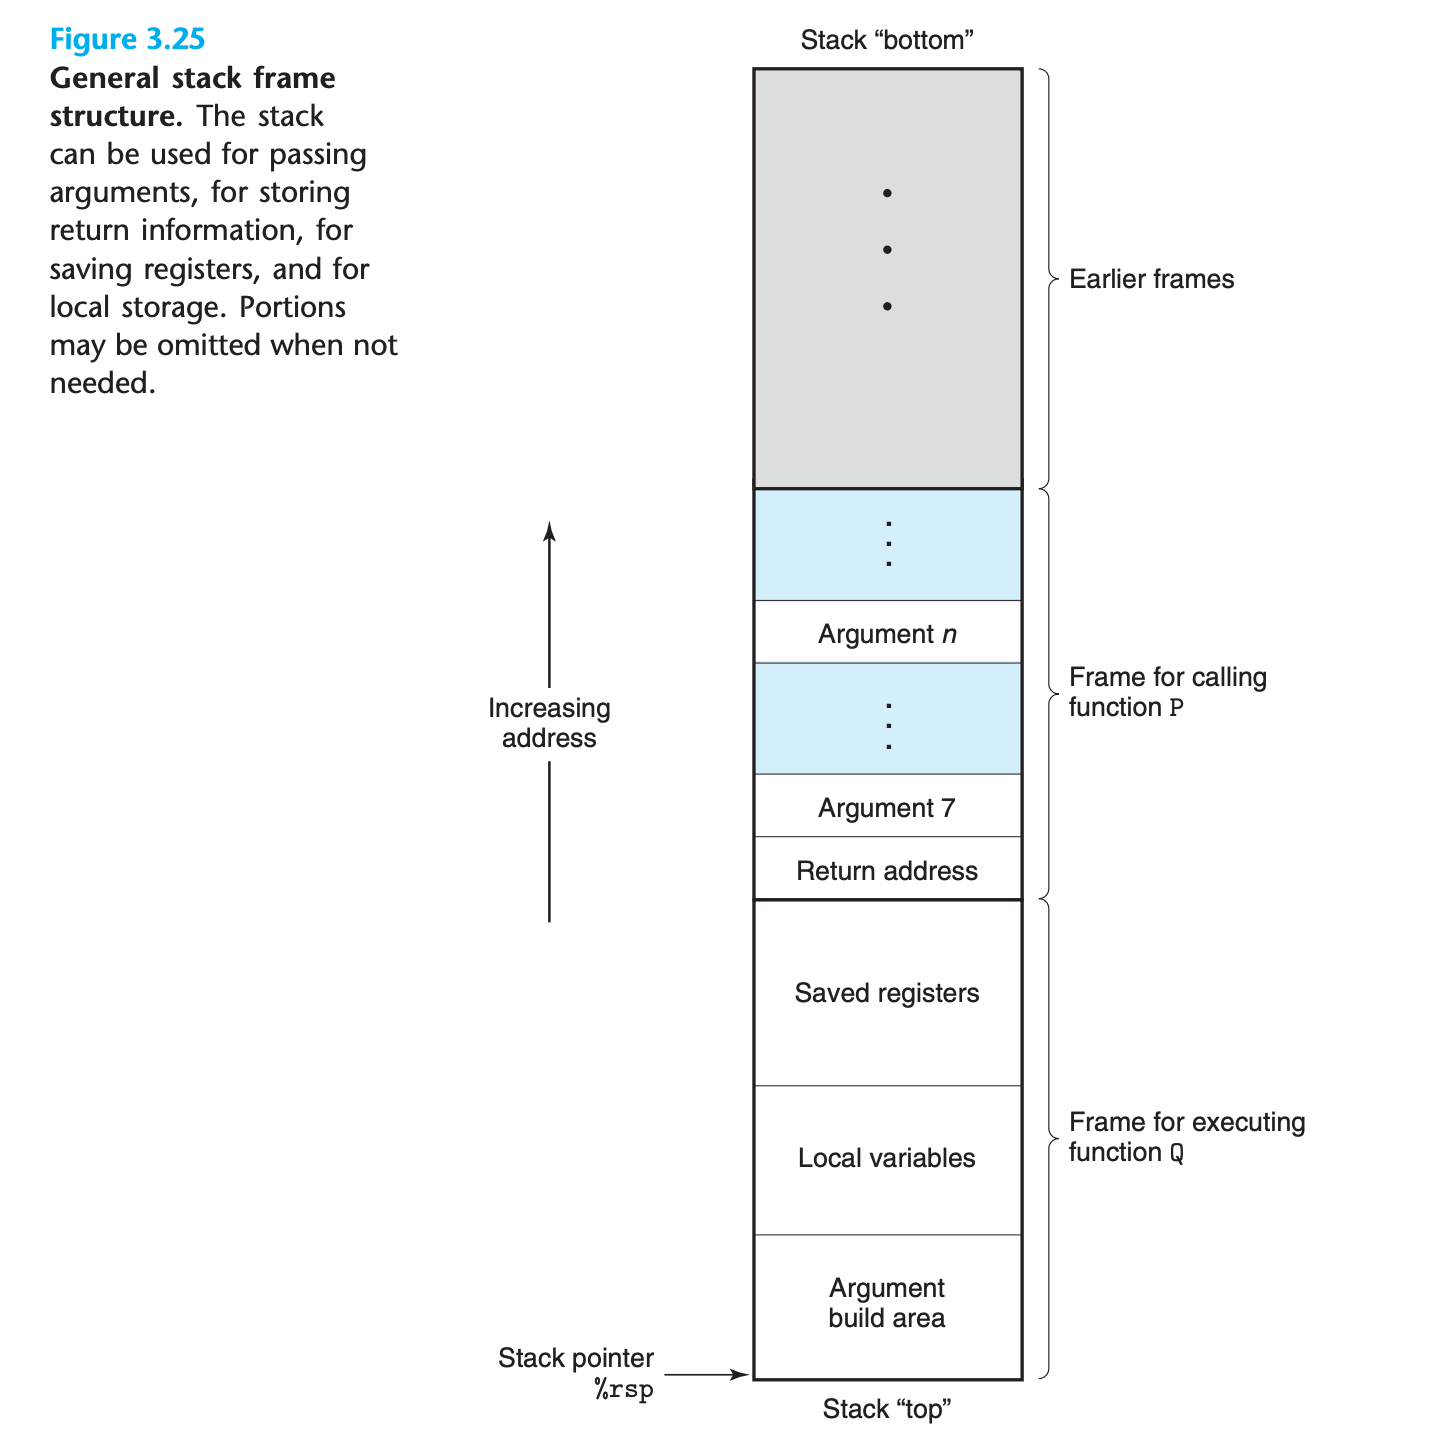 Figure 3.25
General stack frame
structure. The stack
can be used for passing
arguments, for storing
return information, for
saving registers, and for
local storage. Portions
may be omitted when not
needed.
Stack “bottom”
Earlier frames
Argument n
Increasing
address
Frame for calling
function P
Argument 7
Return address
Saved registers
Local variables
Frame for executing
function Q
Argument
build area
Stack pointer
%rsp
Stack “top”